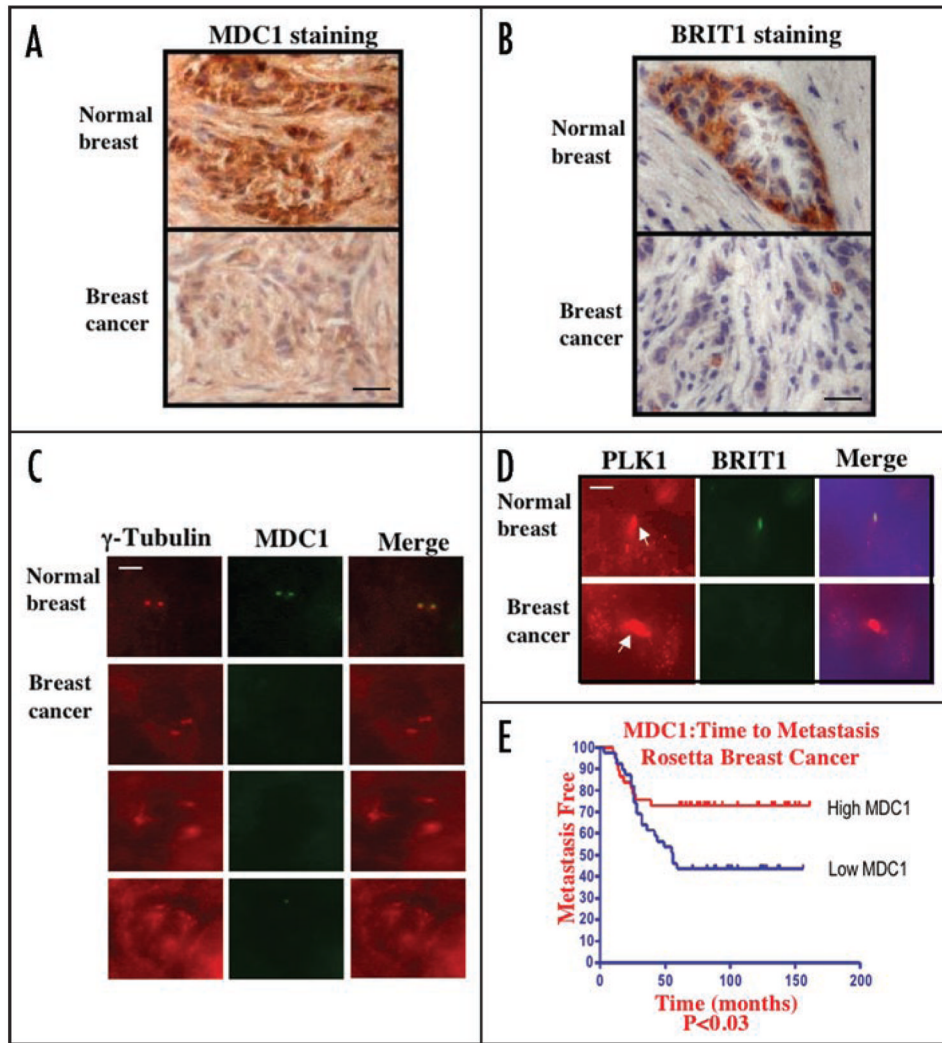 A
MDC1 staining
Normal
breast
Breast
cancer
B
BRIT1 staining
Normal
breast
Breast
cancer
C
γ-Tubulin MDC1 Merge
Normal
breast
Breast
cancer
D
PLK1 BRIT1 Merge
Normal
breast
Breast
cancer
E
MDC1:Time to Metastasis
Rosetta Breast Cancer
Metastasis Free
100
90
80
70
60
50
40
30
20
10
0
High MDC1
Low MDC1
0 50 100 150 200
Time (months)
P<0.03